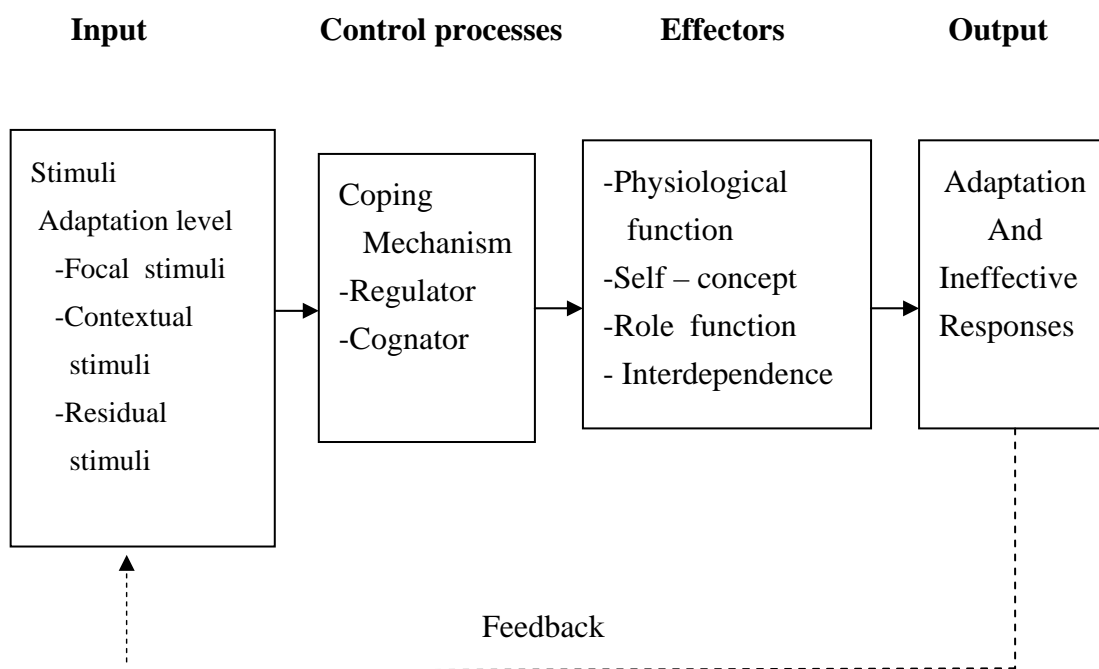 Input
Control processes
Effectors
Output
Stimuli
Adaptation level
-Focal stimuli
-Contextual
stimuli
-Residual
stimuli
Coping
Mechanism
-Regulator
-Cognator
-Physiological
function
-Self – concept
-Role function
- Interdependence
Adaptation
And
Ineffective
Responses
Feedback